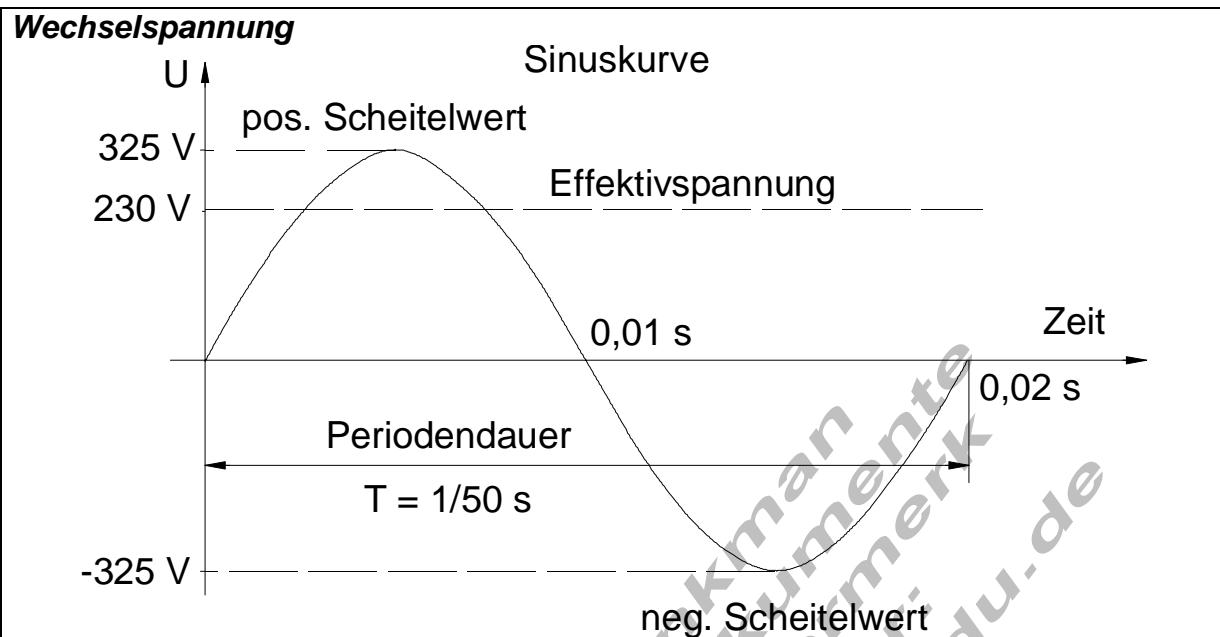 Wechselspannung
Sinuskurve
U
pos. Scheitelwert
325 V
Effektivspannung
230 V
0,01 s
Zeit
0,02 s
Periodendauer
T = 1/50 s
-325 V
neg. Scheitelwert